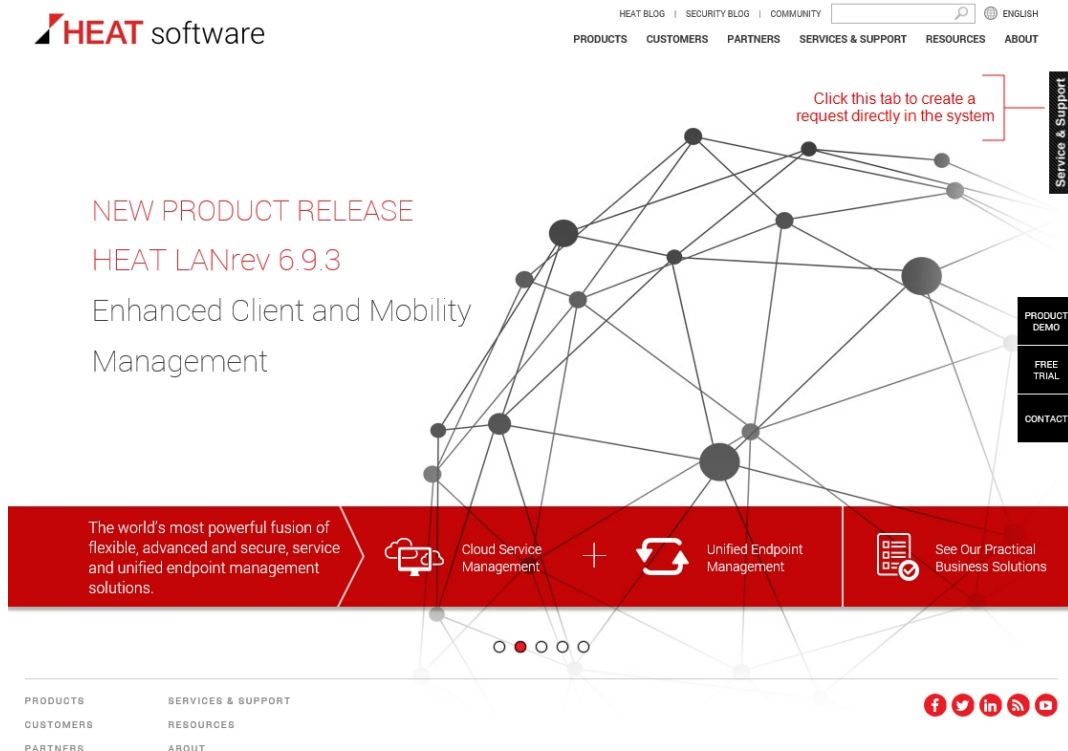 HEAT software
HEAT BLOG | SECURITY BLOG | COMMUNITY
ENGLISH
PRODUCTS CUSTOMERS PARTNERS SERVICES & SUPPORT RESOURCES ABOUT
Click this tab to create a
request directly in the system
Service & Support
NEW PRODUCT RELEASE
HEAT LANrev 6.9.3
Enhanced Client and Mobility
Management
PRODUCT
DEMO
FREE
TRIAL
CONTACT
The world's most powerful fusion of
flexible, advanced and secure, service
and unified endpoint management
solutions.
Cloud Service
Management
+
Unified Endpoint
Management
See Our Practical
Business Solutions
PRODUCTS
CUSTOMERS
PARTNERS
SERVICES & SUPPORT
RESOURCES
ABOUT